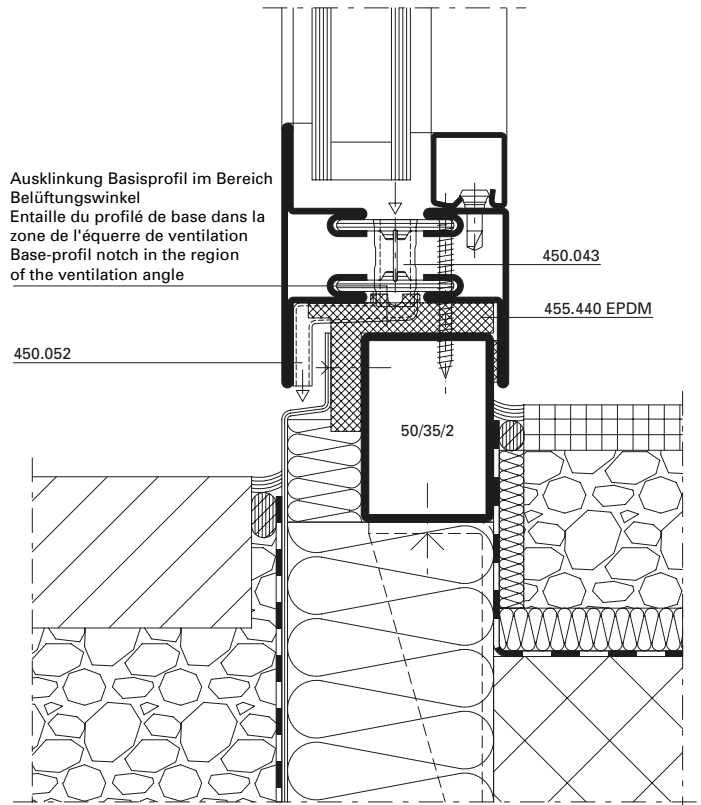 Ausklinkung Basisprofil im Bereich
Belüftungswinkel
Entaille du profilé de base dans la
zone de l'équerre de ventilation
Base-profil notch in the region
of the ventilation angle
450.043
455.440 EPDM
450.052
50/35/2